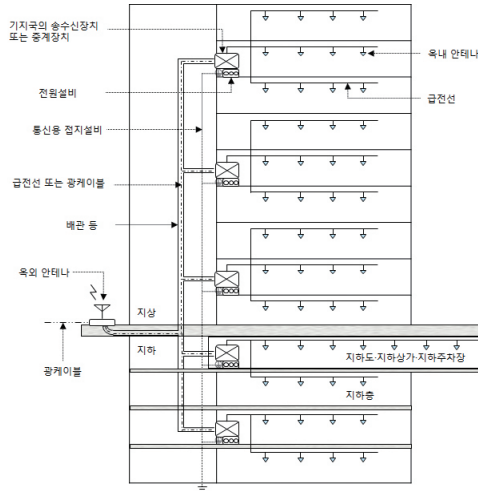 기지국의 송수신장치
또는 중계장치
옥내 안테나
전원설비
급전선
통신용 접지설비
급전선 또는 광케이블
배관 등
옥외 안테나
지상
지하
지하도·지하상가·지하주차장
광케이블
지하층